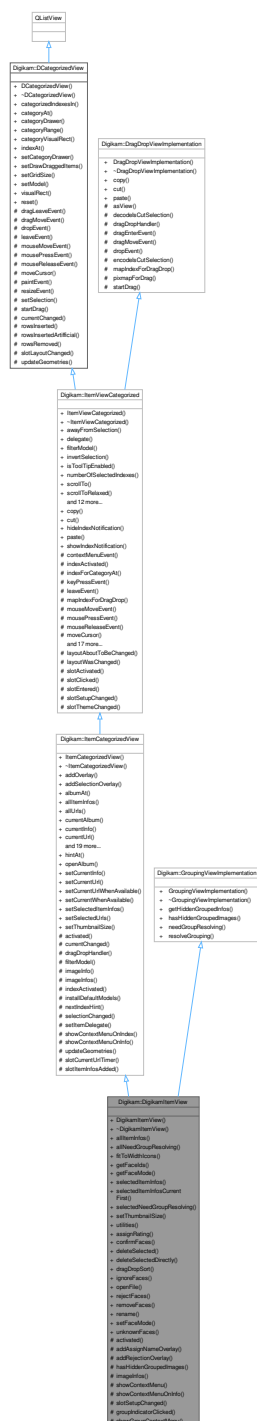 QListView
Digikam::DCategorizedView
+ DCategorizedView()
+ ~DCategorizedView()
+ categorizedIndexesIn()
+ categoryAt()
+ categoryDrawer()
+ categoryRange()
+ categoryVisualRect()
+ indexAt()
+ setCategoryDrawer()
+ setDrawDraggedItems()
+ setGridSize()
+ setModel()
+ visualRect()
+ reset()
# dragLeaveEvent()
# dragMoveEvent()
# dropEvent()
# leaveEvent()
# mouseMoveEvent()
# mousePressEvent()
# mouseReleaseEvent()
# moveCursor()
# paintEvent()
# resizeEvent()
# setSelection()
# startDrag()
# currentChanged()
# rowsInserted()
# rowsInsertedArtificial()
# rowsRemoved()
# slotLayoutChanged()
# updateGeometries()
Digikam::DragDropViewImplementation
+ DragDropViewImplementation()
+ ~DragDropViewImplementation()
+ copy()
+ cut()
+ paste()
# asView()
# decodeIsCutSelection()
# dragDropHandler()
# dragEnterEvent()
# dragMoveEvent()
# dropEvent()
# encodeIsCutSelection()
# mapIndexForDragDrop()
# pixmapForDrag()
# startDrag()
Digikam::ItemViewCategorized
+ ItemViewCategorized()
+ ~ItemViewCategorized()
+ awayFromSelection()
+ delegate()
+ filterModel()
+ invertSelection()
+ isToolTipEnabled()
+ numberOfSelectedIndexes()
+ scrollTo()
+ scrollToRelaxed()
and 12 more...
+ copy()
+ cut()
+ hideIndexNotification()
+ paste()
+ showIndexNotification()
# contextMenuEvent()
# indexActivated()
# indexForCategoryAt()
# keyPressEvent()
# leaveEvent()
# mapIndexForDragDrop()
# mouseMoveEvent()
# mousePressEvent()
# mouseReleaseEvent()
# moveCursor()
and 17 more...
# layoutAboutToBeChanged()
# layoutWasChanged()
# slotActivated()
# slotClicked()
# slotEntered()
# slotSetupChanged()
# slotThemeChanged()
Digikam::ItemCategorizedView
+ ItemCategorizedView()
+ ~ItemCategorizedView()
+ addOverlay()
+ addSelectionOverlay()
+ albumAt()
+ allItemInfos()
+ allUrls()
+ currentAlbum()
+ currentInfo()
+ currentUrl()
and 19 more...
+ hintAt()
+ openAlbum()
+ setCurrentInfo()
+ setCurrentUrl()
+ setCurrentUrlWhenAvailable()
+ setCurrentWhenAvailable()
+ setSelectedItemInfos()
+ setSelectedUrls()
+ setThumbnailSize()
# activated()
# currentChanged()
# dragDropHandler()
# filterModel()
# imageInfo()
# imageInfos()
# indexActivated()
# installDefaultModels()
# nextIndexHint()
# selectionChanged()
# setItemDelegate()
# showContextMenuOnIndex()
# showContextMenuOnInfo()
# updateGeometries()
# slotCurrentUrlTimer()
# slotItemInfosAdded()
Digikam::GroupingViewImplementation
+ GroupingViewImplementation()
+ ~GroupingViewImplementation()
+ getHiddenGroupedInfos()
+ hasHiddenGroupedImages()
+ needGroupResolving()
+ resolveGrouping()
Digikam::DigikamItemView
+ DigikamItemView()
+ ~DigikamItemView()
+ allItemInfos()
+ allNeedGroupResolving()
+ fitToWidthIcons()
+ getFaceIds()
+ getFaceMode()
+ selectedItemInfos()
+ selectedItemInfosCurrent
First()
+ selectedNeedGroupResolving()
+ setThumbnailSize()
+ utilities()
+ assignRating()
+ confirmFaces()
+ deleteSelected()
+ deleteSelectedDirectly()
+ dragDropSort()
+ ignoreFaces()
+ openFile()
+ rejectFaces()
+ removeFaces()
+ rename()
+ setFaceMode()
+ unknownFaces()
# activated()
# addAssignNameOverlay()
# addRejectionOverlay()
# hasHiddenGroupedImages()
# imageInfos()
# showContextMenu()
# showContextMenuOnInfo()
# slotSetupChanged()
# groupIndicatorClicked()
# showGroupContextMenu()